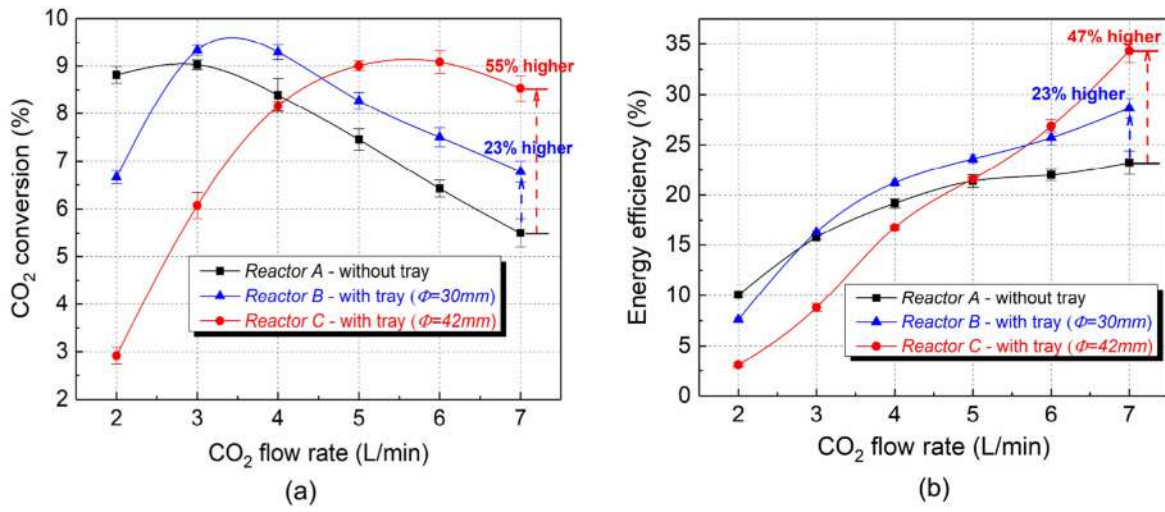 10
9
8
7
6
5
4
3
2
CO₂ conversion (%)
55% higher
23% higher
Reactor A - without tray
Reactor B - with tray (Φ=30mm)
Reactor C - with tray (Φ=42mm)
2 3 4 5 6 7
CO₂ flow rate (L/min)
(a)
35
30
25
20
15
10
5
0
Energy efficiency (%)
47% higher
23% higher
Reactor A - without tray
Reactor B - with tray (Φ=30mm)
Reactor C - with tray (Φ=42mm)
2 3 4 5 6 7
CO₂ flow rate (L/min)
(b)